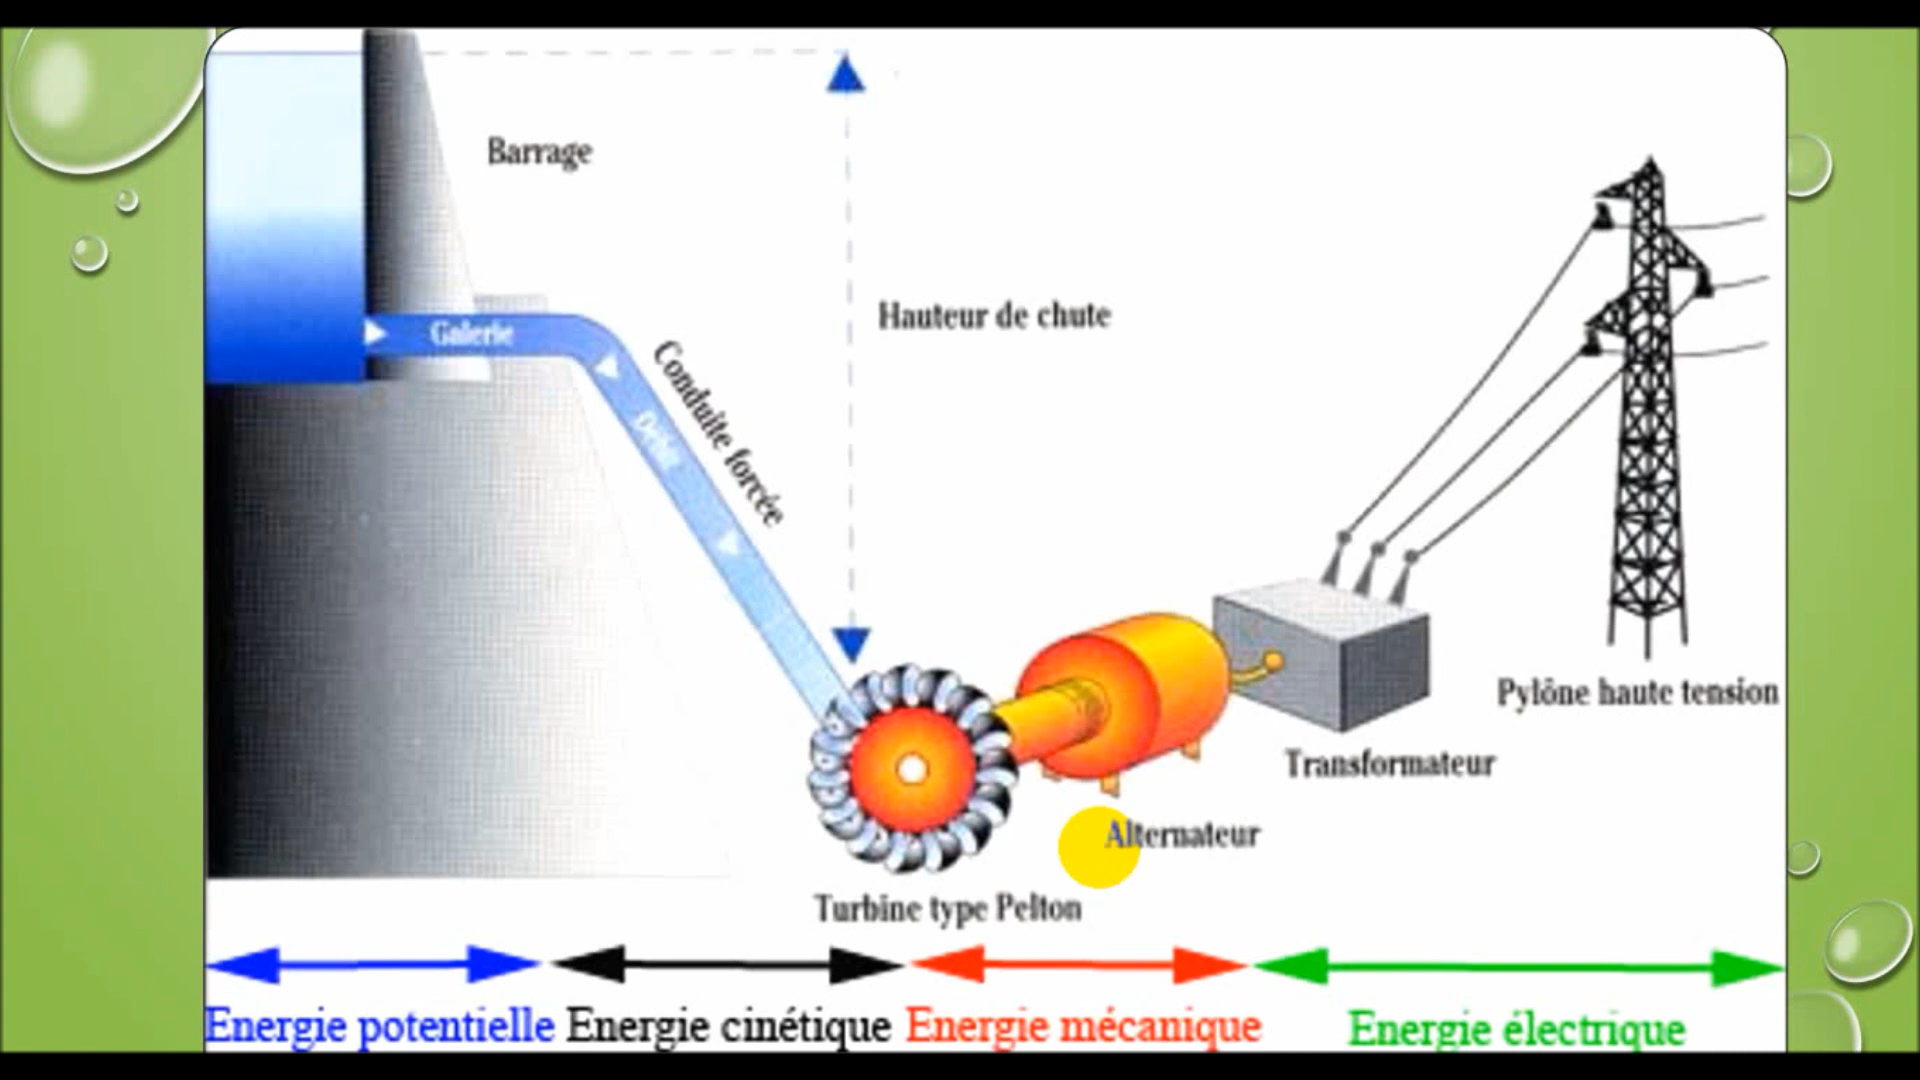 Barrage
Hauteur de chute
Galerie
Conduite forcée
Débit
Pylône haute tension
Transformateur
Alternateur
Turbine type Pelton
Energie potentielle
Energie cinétique
Energie mécanique
Energie électrique